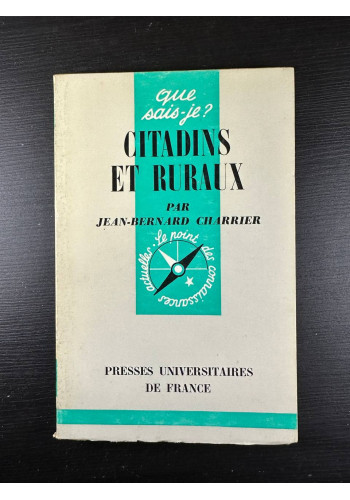 que
sais-je?
CITADINS
ET RURAUX
PAR
JEAN-BERNARD CHARRIER
Le point des connaissances actuelles
PRESSES UNIVERSITAIRES
DE FRANCE